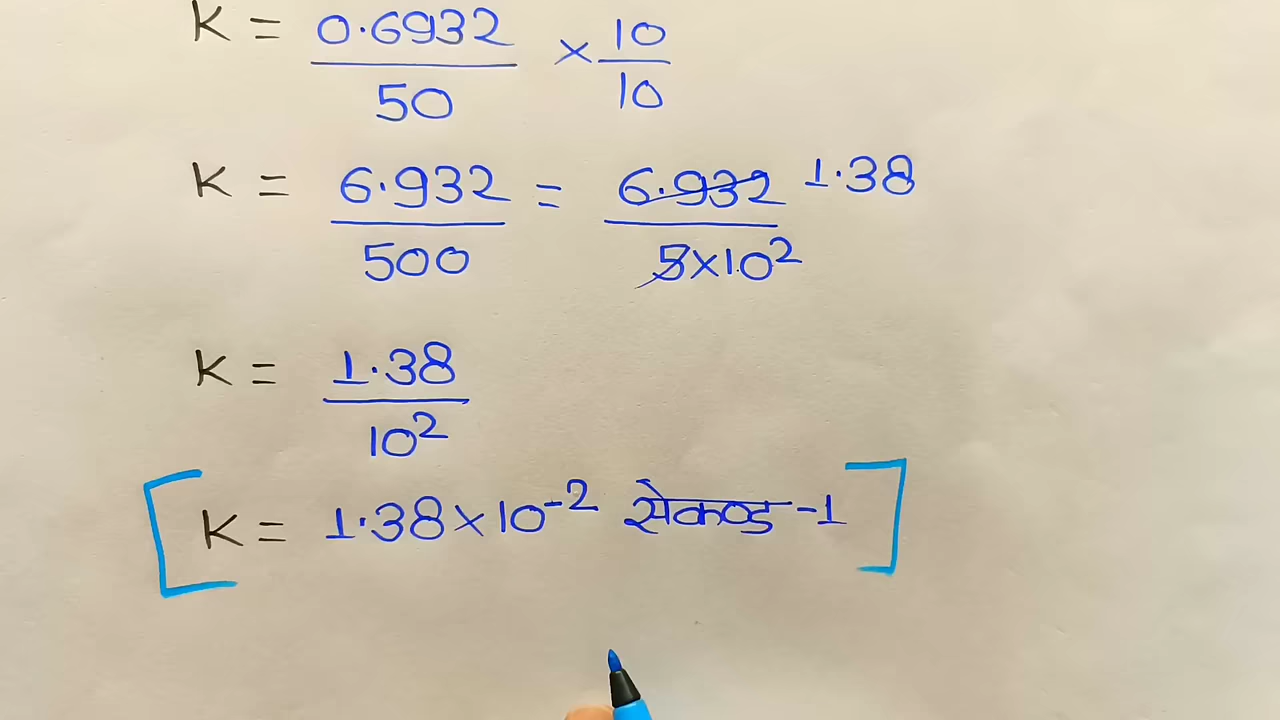 K = 0.6932/50 × 10/10
K = 6.932/500 = 6.932/5×10² 1.38
K = 1.38/10²
K = 1.38×10⁻² सेकण्ड -1